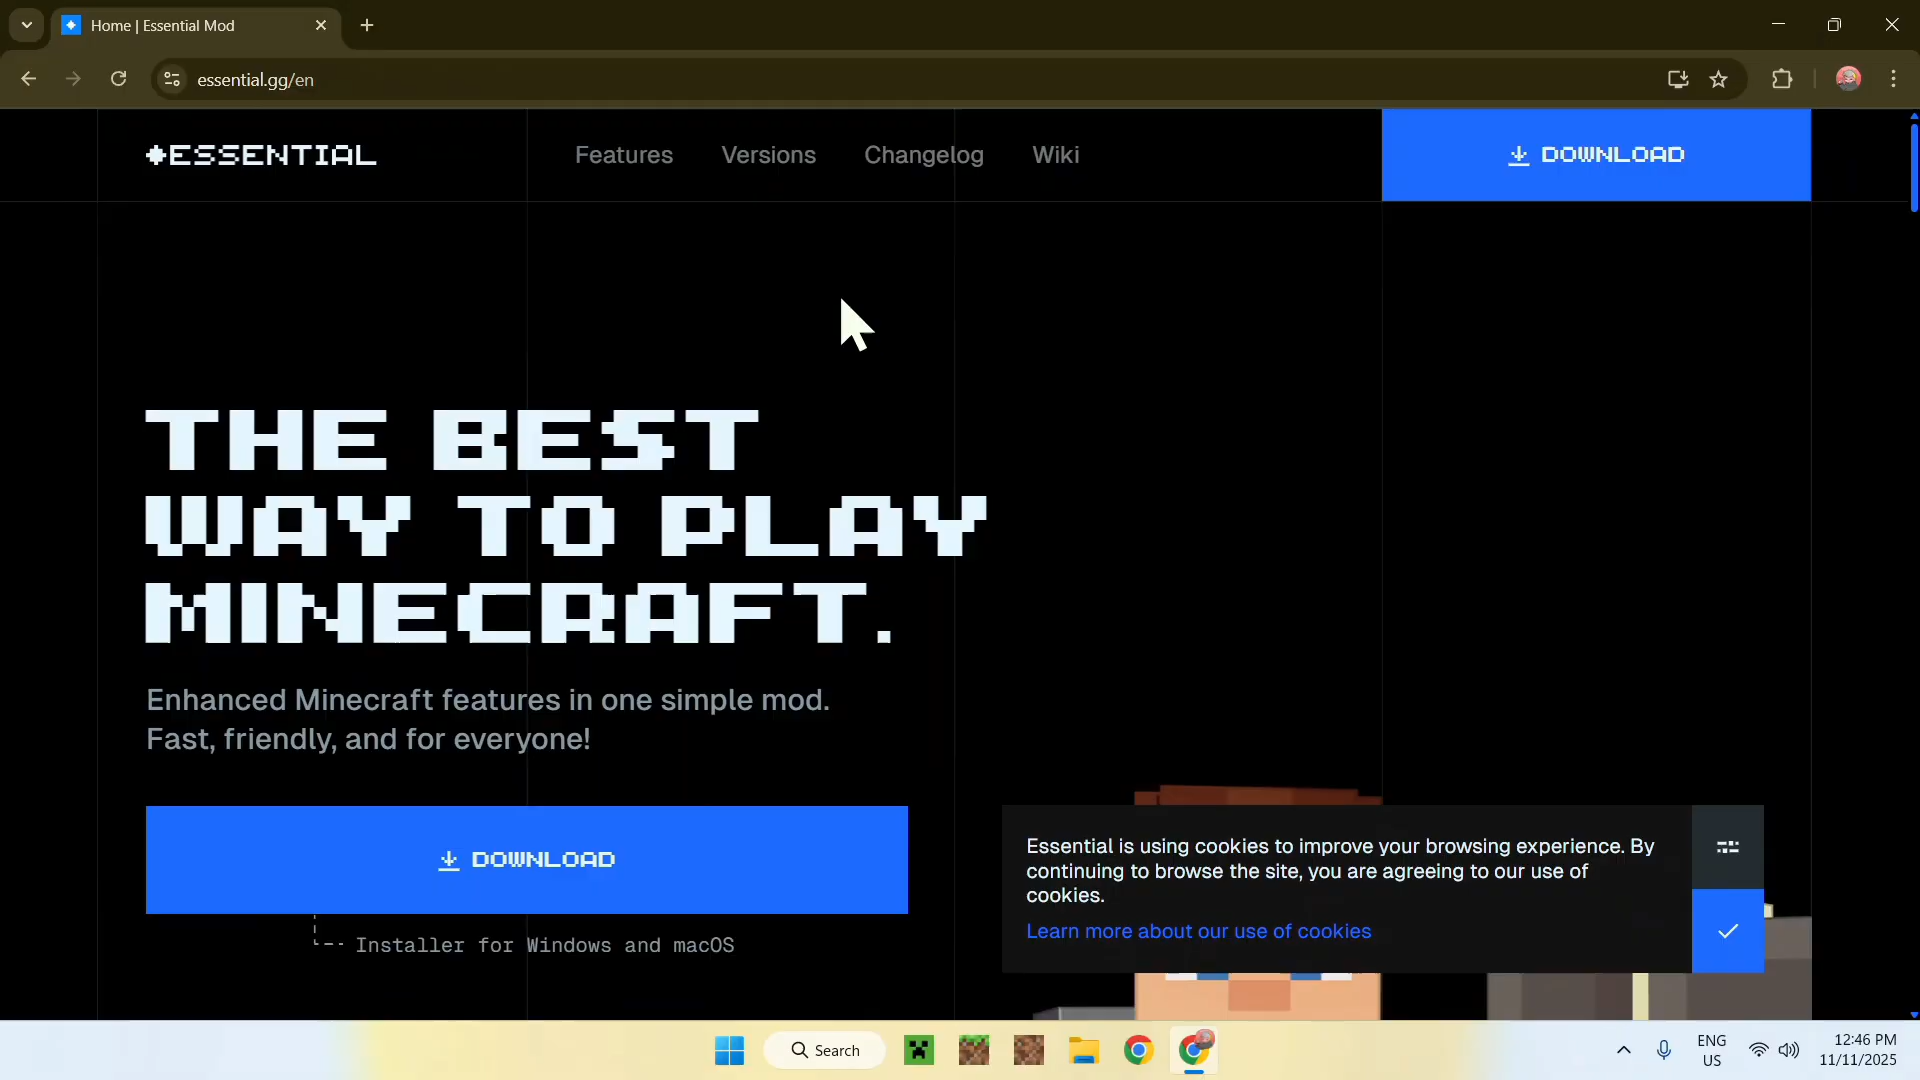 Home | Essential Mod
essential.gg/en
ESSENTIAL
Features
Versions
Changelog
Wiki
DOWNLOAD
THE BEST
WAY TO PLAY
MINECRAFT.
Enhanced Minecraft features in one simple mod.
Fast, friendly, and for everyone!
DOWNLOAD
Installer for Windows and macOS
Essential is using cookies to improve your browsing experience. By
continuing to browse the site, you are agreeing to our use of
cookies.
Learn more about our use of cookies
Search
ENG
US
12:46 PM
11/11/2025